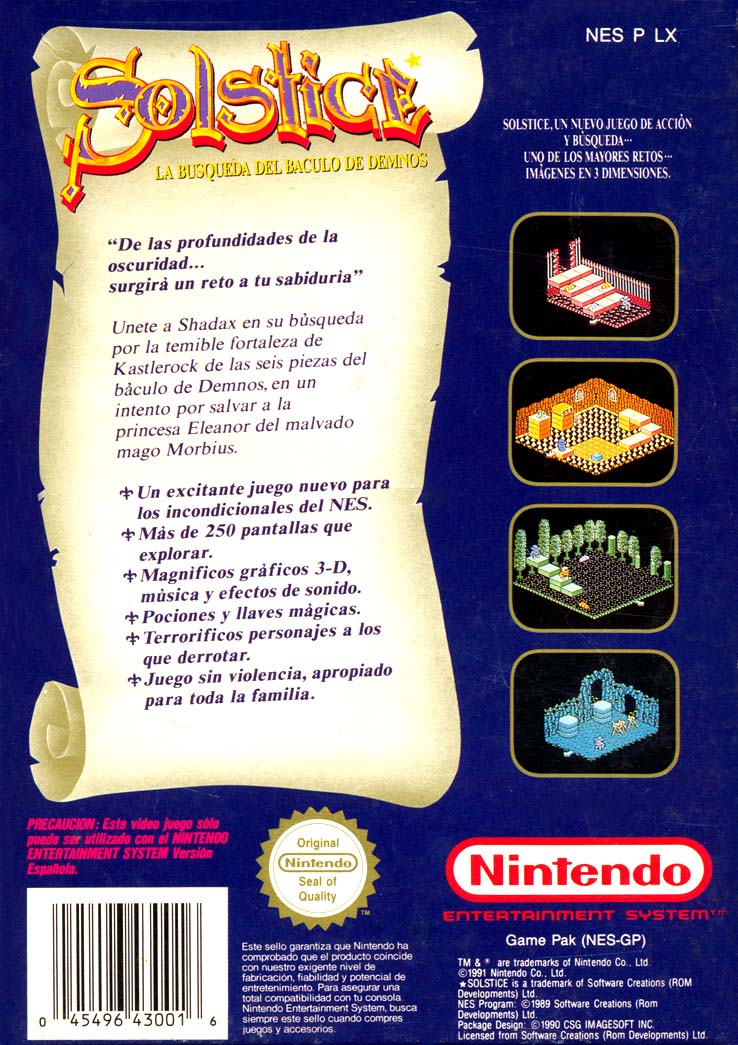 NES P LX
Solstice
LA BUSQUEDA DEL BACULO DE DEMNOS
SOLSTICE, UN NUEVO JUEGO DE ACCIÒN
Y BÙSQUEDA...
UNO DE LOS MAYORES RETOS...
IMÀGENES EN 3 DIMENSIONES.
“De las profundidades de la
oscuridad...
surgirà un reto a tu sabidurìa”
Unete a Shadax en su bùsqueda
por la temible fortaleza de
Kastlerock de las seis piezas del
bàculo de Demnos, en un
intento por salvar a la
princesa Eleanor del malvado
mago Morbius.
Un excitante juego nuevo para
los incondicionales del NES.
Màs de 250 pantallas que
explorar.
Magnìficos gràficos 3-D,
mùsica y efectos de sonido.
Pociones y llaves màgicas.
Terrorìficos personajes a los
que derrotar.
Juego sin violencia, apropiado
para toda la familia.
PRECAUCION: Este video juego sòlo
puede ser utilizado con el NINTENDO
ENTERTAINMENT SYSTEM Versiòn
Española.
0 45496 43001 6
Original
Nintendo
Seal of
Quality
TM
Este sello garantiza que Nintendo ha
comprobado que el producto coincide
con nuestro exigente nivel de
fabricación, fiabilidad y potencial de
entretenimiento. Para asegurar una
total compatibilidad con tu consola
Nintendo Entertainment System, busca
siempre este sello cuando compres
juegos y accesorios.
Nintendo
ENTERTAINMENT SYSTEM™
Game Pak (NES-GP)
TM & ® are trademarks of Nintendo Co., Ltd.
©1991 Nintendo Co., Ltd.
★SOLSTICE is a trademark of Software Creations (ROM
Developments) Ltd.
NES Program: ©1989 Software Creations (Rom
Developments) Ltd.
Package Design: ©1990 CSG IMAGESOFT INC.
Licensed from Software Creations (Rom Developments) Ltd.